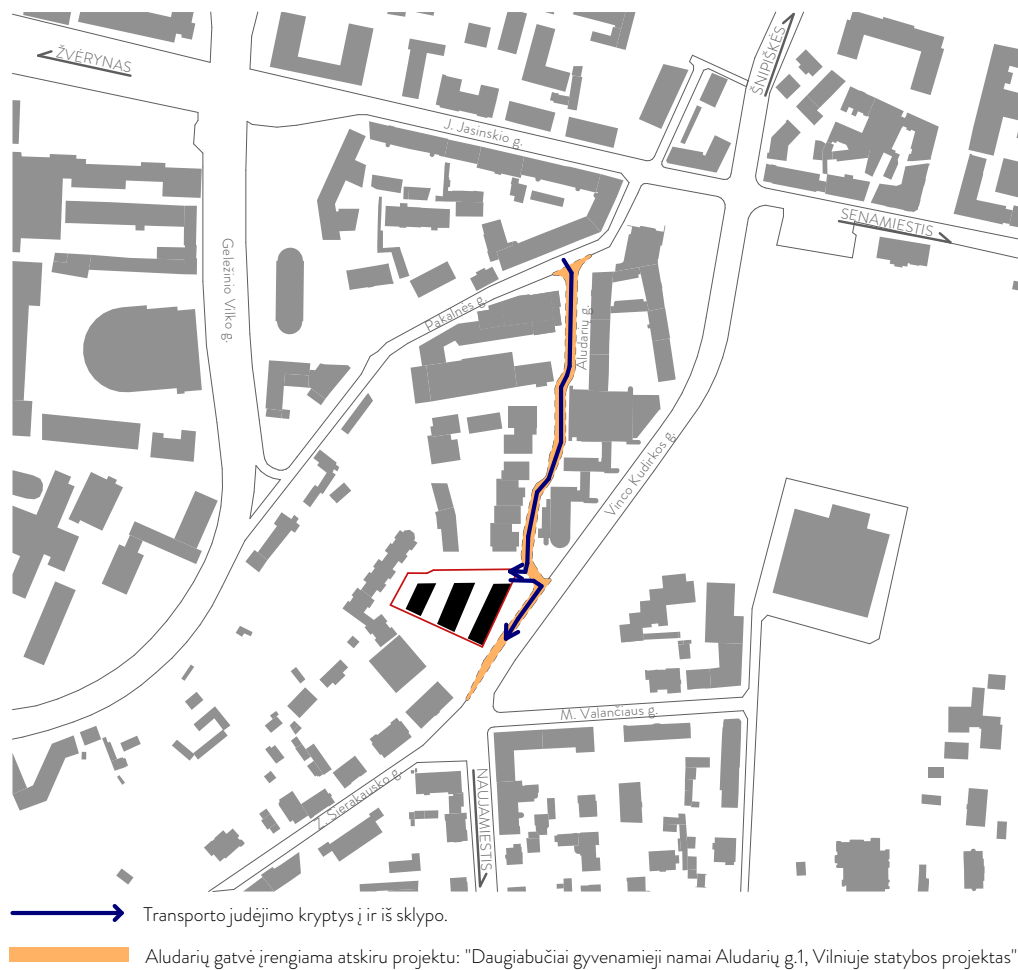 ŽVĖRYNAS
ŠNIPIŠKĖS
J. Jasinskio g.
SENAMIESTIS
Geležinio Vilko g.
Pakalnės g.
Aludarių g.
Vinco Kudirkos g.
M. Valančiaus g.
Z. Sierakausko g.
NAUJAMIESTIS
Transporto judėjimo kryptys į ir iš sklypo.
Aludarių gatvė įrengiama atskiru projektu: "Daugiabučiai gyvenamieji namai Aludarių g.1, Vilniuje statybos projektas"